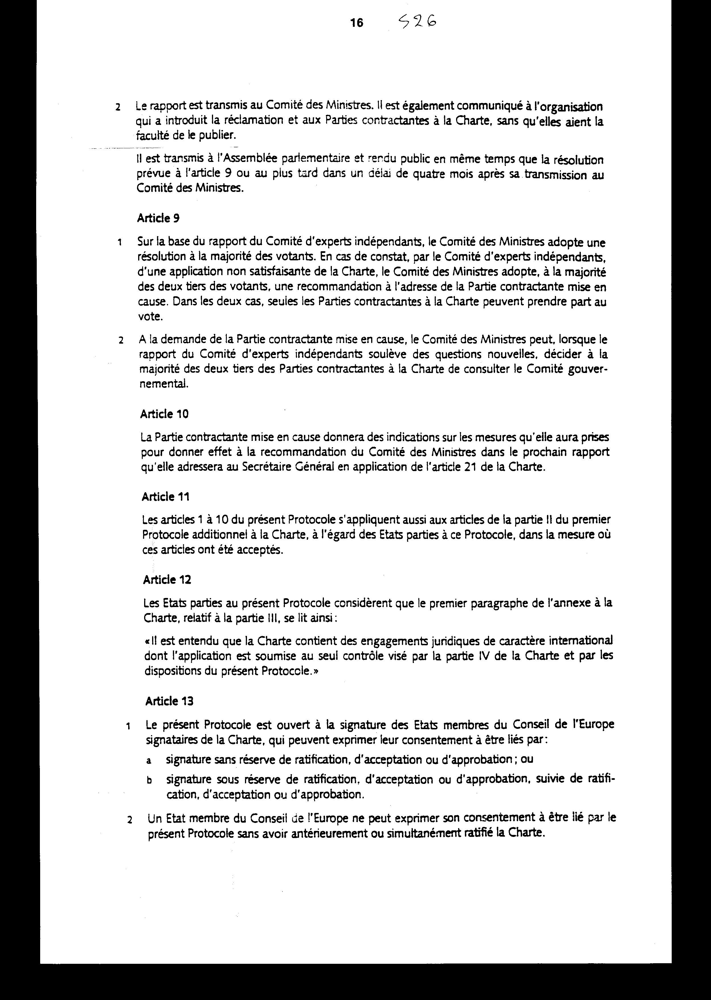 16 526
2 Le rapport est transmis au Comité des Ministres. Il est également communiqué à l'organisation
qui a introduit la réclamation et aux Parties contractantes à la Charte, sans qu'elles aient la
faculté de le publier.
Il est transmis à l'Assemblée parlementaire et rendu public en même temps que la résolution
prévue à l'article 9 ou au plus tard dans un délai de quatre mois après sa transmission au
Comité des Ministres.
Article 9
1 Sur la base du rapport du Comité d'experts indépendants, le Comité des Ministres adopte une
résolution à la majorité des votants. En cas de constat, par le Comité d'experts indépendants,
d'une application non satisfaisante de la Charte, le Comité des Ministres adopte, à la majorité
des deux tiers des votants, une recommandation à l'adresse de la Partie contractante mise en
cause. Dans les deux cas, seules les Parties contractantes à la Charte peuvent prendre part au
vote.
2 A la demande de la Partie contractante mise en cause, le Comité des Ministres peut, lorsque le
rapport du Comité d'experts indépendants soulève des questions nouvelles, décider à la
majorité des deux tiers des Parties contractantes à la Charte de consulter le Comité gouver-
nemental.
Article 10
La Partie contractante mise en cause donnera des indications sur les mesures qu'elle aura prises
pour donner effet à la recommandation du Comité des Ministres dans le prochain rapport
qu'elle adressera au Secrétaire Général en application de l'article 21 de la Charte.
Article 11
Les articles 1 à 10 du présent Protocole s'appliquent aussi aux articles de la partie II du premier
Protocole additionnel à la Charte, à l'égard des Etats parties à ce Protocole, dans la mesure où
ces articles ont été acceptés.
Article 12
Les Etats parties au présent Protocole considèrent que le premier paragraphe de l'annexe à la
Charte, relatif à la partie III, se lit ainsi :
«Il est entendu que la Charte contient des engagements juridiques de caractère international
dont l'application est soumise au seul contrôle visé par la partie IV de la Charte et par les
dispositions du présent Protocole.»
Article 13
1 Le présent Protocole est ouvert à la signature des Etats membres du Conseil de l'Europe
signataires de la Charte, qui peuvent exprimer leur consentement à être liés par :
a signature sans réserve de ratification, d'acceptation ou d'approbation ; ou
b signature sous réserve de ratification, d'acceptation ou d'approbation, suivie de ratifi-
cation, d'acceptation ou d'approbation.
2 Un Etat membre du Conseil de l'Europe ne peut exprimer son consentement à être lié par le
présent Protocole sans avoir antérieurement ou simultanément ratifié la Charte.